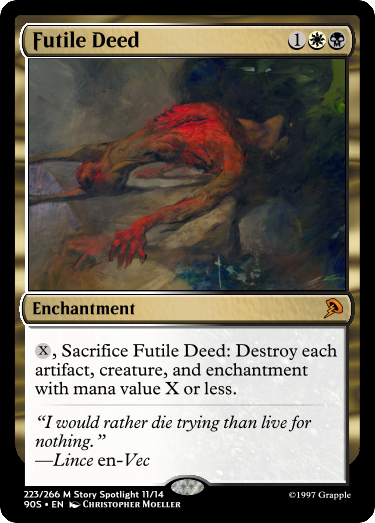 Futile Deed 1
Enchantment
X, Sacrifice Futile Deed: Destroy each
artifact, creature, and enchantment
with mana value X or less.
“I would rather die trying than live for
nothing.”
—Lince en-Vec
223/266 M Story Spotlight 11/14
90S • EN Christopher Moeller
©1997 Grapple